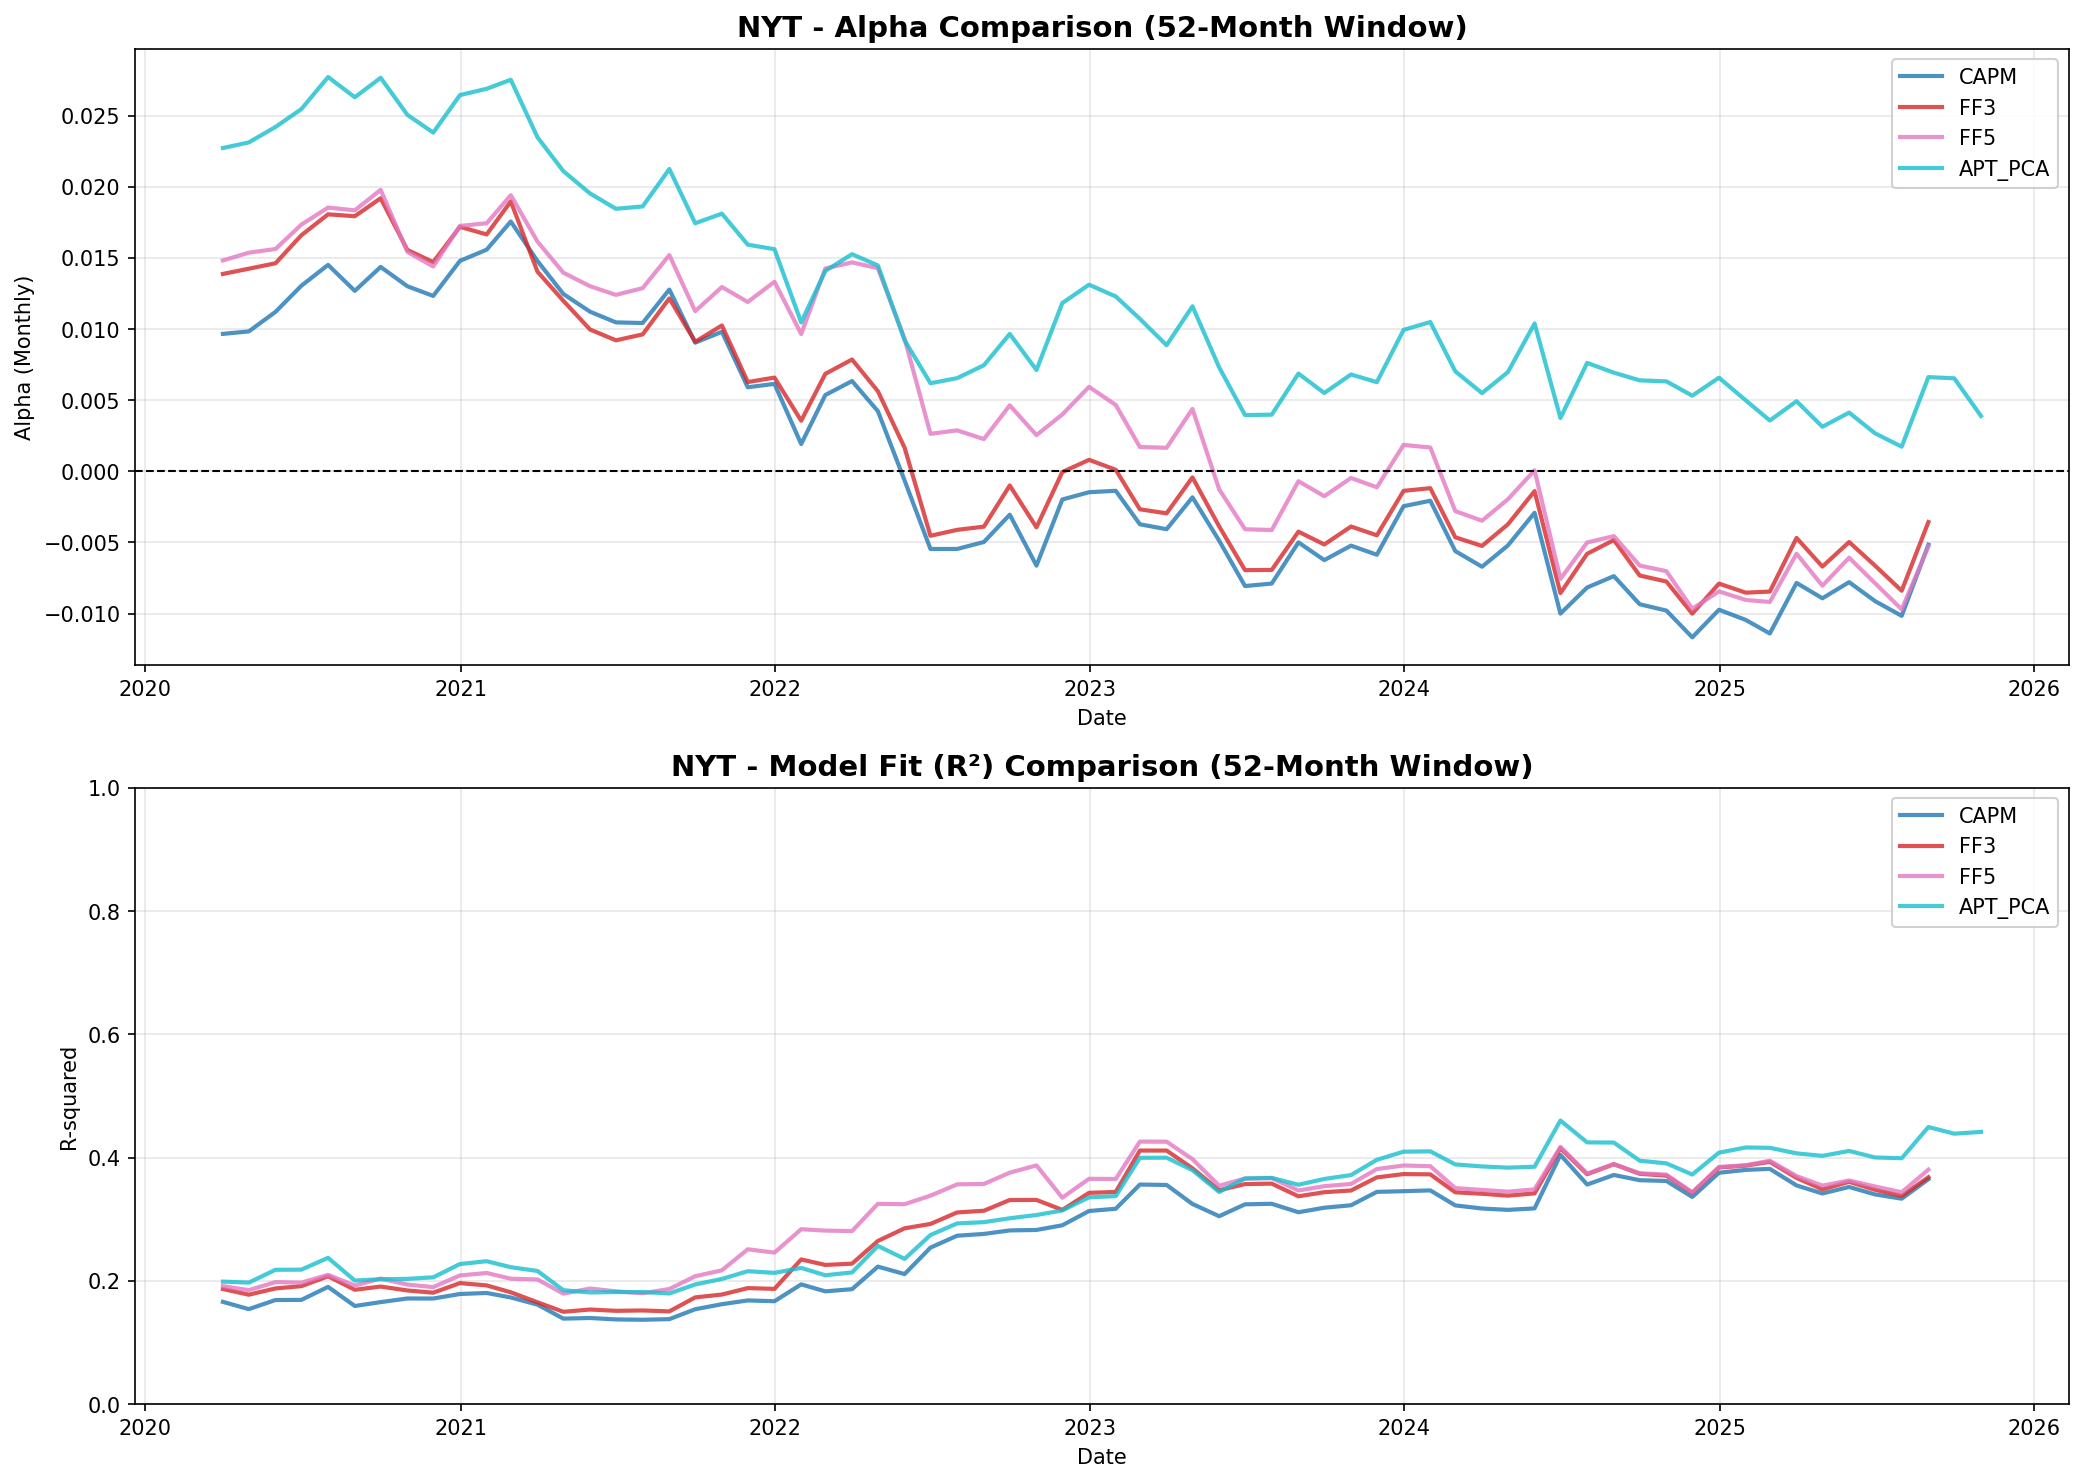 NYT - Alpha Comparison (52-Month Window)
Alpha (Monthly)
0.025
0.020
0.015
0.010
0.005
0.000
−0.005
−0.010
CAPM
FF3
FF5
APT_PCA
2020 2021 2022 2023 2024 2025 2026
Date
NYT - Model Fit (R²) Comparison (52-Month Window)
R-squared
1.0
0.8
0.6
0.4
0.2
0.0
CAPM
FF3
FF5
APT_PCA
2020 2021 2022 2023 2024 2025 2026
Date